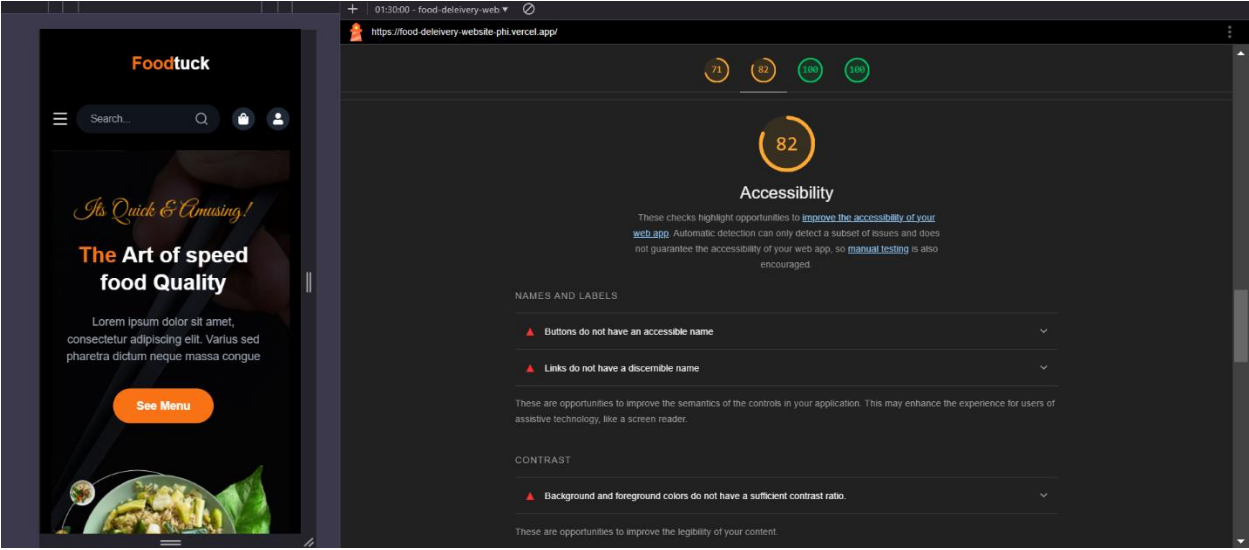 Foodtuck
Search...
Its Quick & Amusing!
The Art of speed
food Quality
Lorem ipsum dolor sit amet,
consectetur adipiscing elit. Varius sed
pharetra dictum neque massa congue
See Menu
01:30:00 - food-deleivery-web.
https://food-deleivery-website-phi.vercel.app/
71 82 100 100
82
Accessibility
These checks highlight opportunities to improve the accessibility of your
web app. Automatic detection can only detect a subset of issues and does
not guarantee the accessibility of your web app, so manual testing is also
encouraged.
NAMES AND LABELS
Buttons do not have an accessible name
Links do not have a discernible name
These are opportunities to improve the semantics of the controls in your application. This may enhance the experience for users of
assistive technology, like a screen reader.
CONTRAST
Background and foreground colors do not have a sufficient contrast ratio.
These are opportunities to improve the legibility of your content.